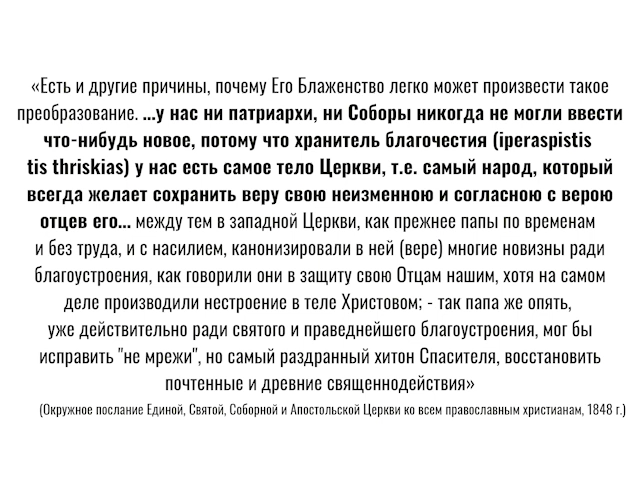 «Есть и другие причины, почему Его Блаженство легко может произвести такое
преобразование. ...у нас ни патриархи, ни Соборы никогда не могли ввести
что-нибудь новое, потому что хранитель благочестия (iperaspistis
tis thriskias) у нас есть самое тело Церкви, т.е. самый народ, который
всегда желает сохранить веру свою неизменною и согласною с верою
отцев его... между тем в западной Церкви, как прежнее папы по временам
и без труда, и с насилием, канонизировали в ней (вере) многие новизны ради
благоустроения, как говорили они в защиту свою Отцам нашим, хотя на самом
деле производили нестроение в теле Христовом; - так папа же опять,
уже действительно ради святого и праведнейшего благоустроения, мог бы
исправить "не мрежи", но самый раздранный хитон Спасителя, восстановить
почтенные и древние священнодействия»
(Окружное послание Единой, Святой, Соборной и Апостольской Церкви ко всем православным христианам, 1848 г.)